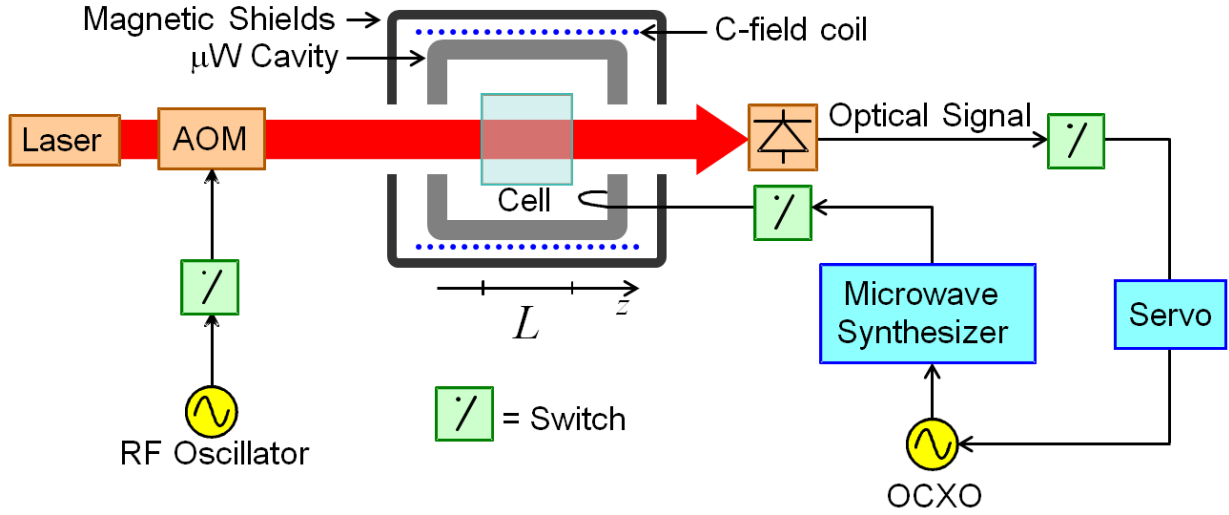 Magnetic Shields
C-field coil
μW Cavity
Laser
AOM
Optical Signal
Cell
z
L
Microwave
Synthesizer
Servo
= Switch
RF Oscillator
OCXO